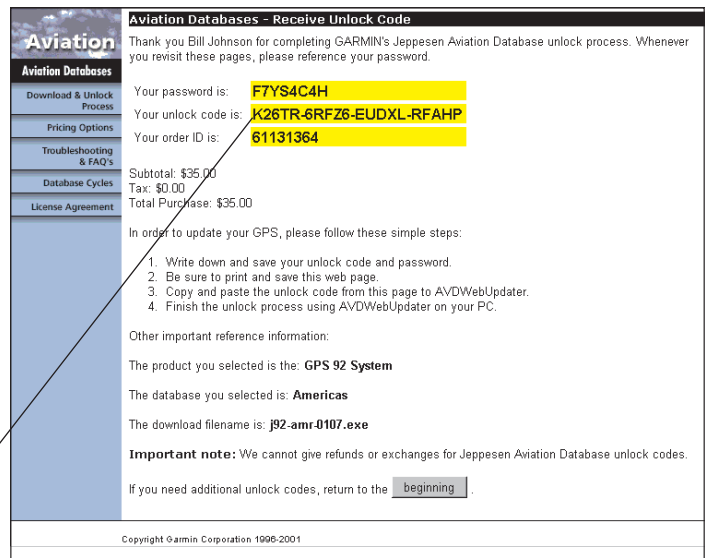 Aviation
Aviation Databases
Download & Unlock
Process
Pricing Options
Troubleshooting
& FAQ's
Database Cycles
License Agreement
Aviation Databases - Receive Unlock Code
Thank you Bill Johnson for completing GARMIN's Jeppesen Aviation Database unlock process. Whenever
you revisit these pages, please reference your password.
Your password is: F7YS4C4H
Your unlock code is: K26TR-6RFZ6-EUDXL-RFAHP
Your order ID is: 61131364
Subtotal: $35.00
Tax: $0.00
Total Purchase: $35.00
In order to update your GPS, please follow these simple steps:
1. Write down and save your unlock code and password.
2. Be sure to print and save this web page.
3. Copy and paste the unlock code from this page to AVDWebUpdater.
4. Finish the unlock process using AVDWebUpdater on your PC.
Other important reference information:
The product you selected is the: GPS 92 System
The database you selected is: Americas
The download filename is: j92-amr-0107.exe
Important note: We cannot give refunds or exchanges for Jeppesen Aviation Database unlock codes.
If you need additional unlock codes, return to the beginning .
Copyright Garmin Corporation 1996-2001